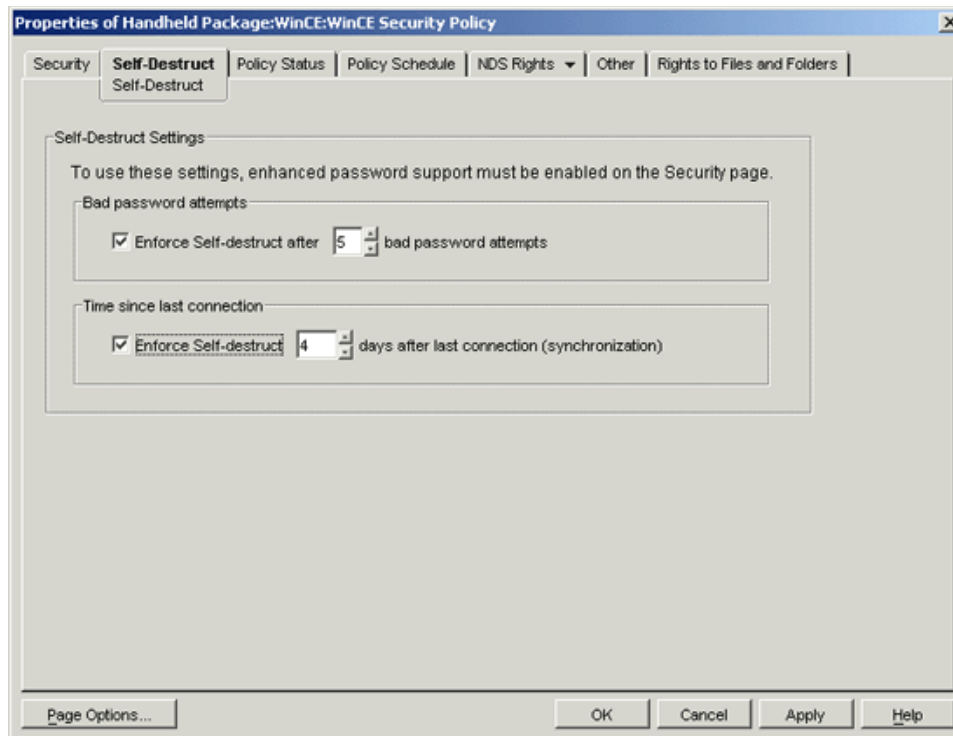 Properties of Handheld Package:WinCE:WinCE Security Policy
Security Self-Destruct Policy Status Policy Schedule NDS Rights Other Rights to Files and Folders
Self-Destruct
Self-Destruct Settings
To use these settings, enhanced password support must be enabled on the Security page.
Bad password attempts
Enforce Self-destruct after 5 bad password attempts
Time since last connection
Enforce Self-destruct 4 days after last connection (synchronization)
Page Options... OK Cancel Apply Help